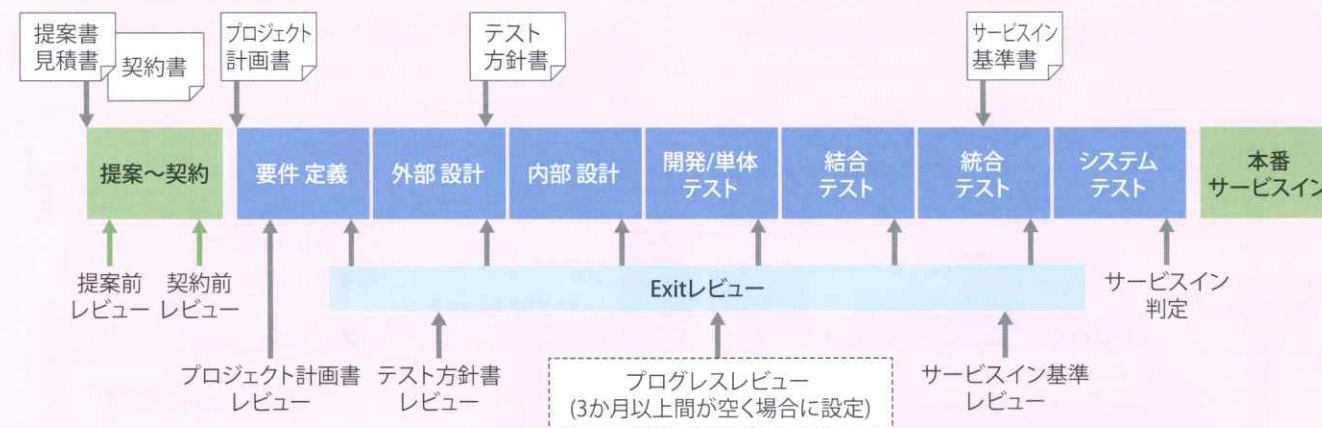 提案書
見積書
契約書
プロジェクト
計画書
テスト
方針書
サービスイン
基準書
提案～契約
要件 定義
外部 設計
内部 設計
開発/単体
テスト
結合
テスト
統合
テスト
システム
テスト
本番
サービスイン
提案前
レビュー
契約前
レビュー
Exitレビュー
サービスイン
判定
プロジェクト計画書
レビュー
テスト方針書
レビュー
プログレスレビュー
(3か月以上間が空く場合に設定)
サービスイン基準
レビュー